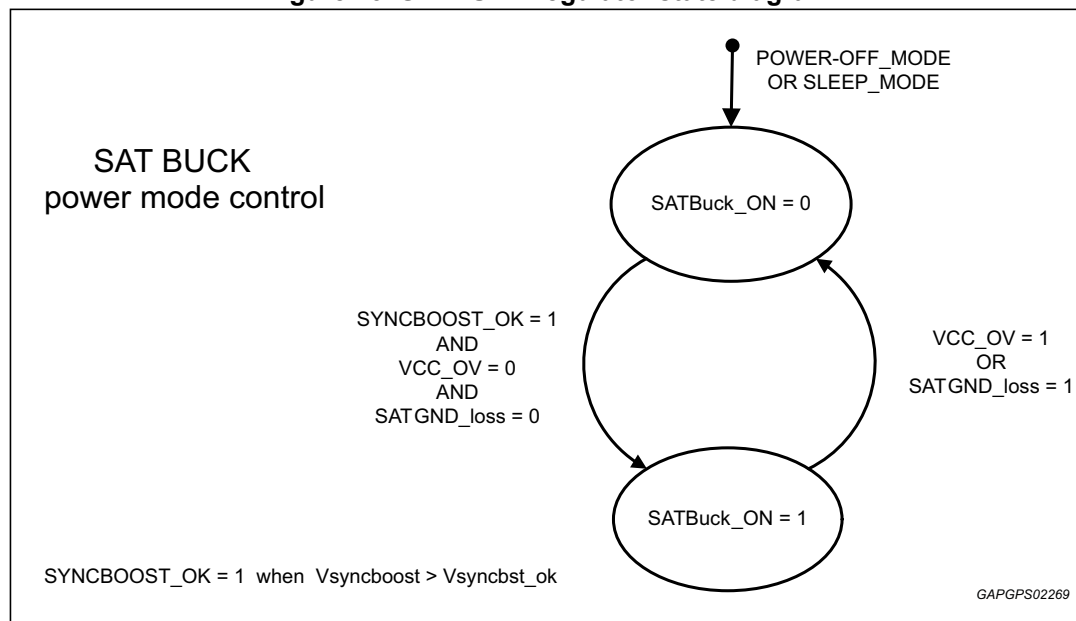 POWER-OFF_MODE
OR SLEEP_MODE
SAT BUCK
power mode control
SATBuck_ON = 0
SYNCBOOST_OK = 1
AND
VCC_OV = 0
AND
SATGND_loss = 0
VCC_OV = 1
OR
SATGND_loss = 1
SATBuck_ON = 1
SYNCBOOST_OK = 1 when Vsyncboost > Vsyncbst_ok
GAPGPS02269